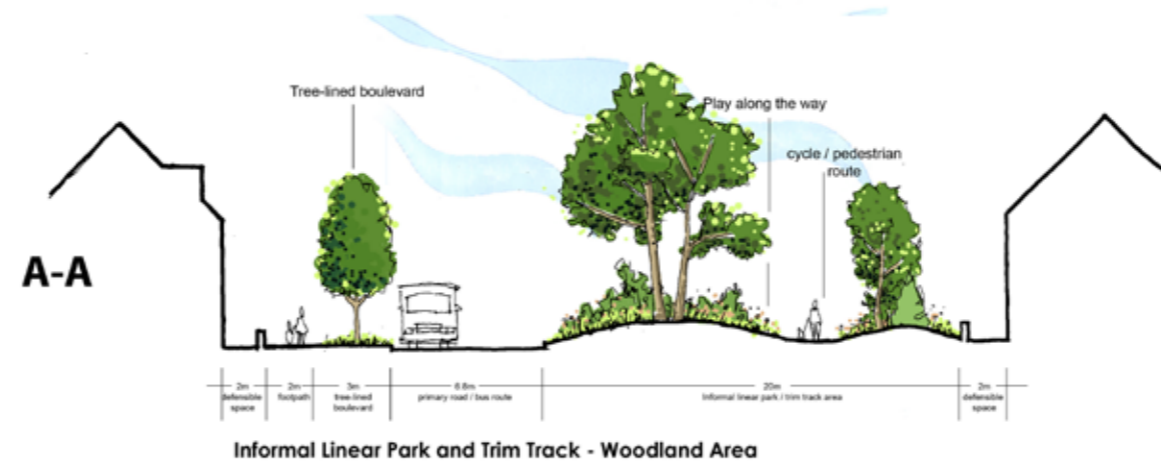 Tree-lined boulevard
Play along the way
cycle / pedestrian
route
A-A
2m
defensible
space
2m
footpath
3m
tree-lined
boulevard
6.8m
primary road / bus route
20m
Informal linear park / trim track area
2m
defensible
space
Informal Linear Park and Trim Track - Woodland Area